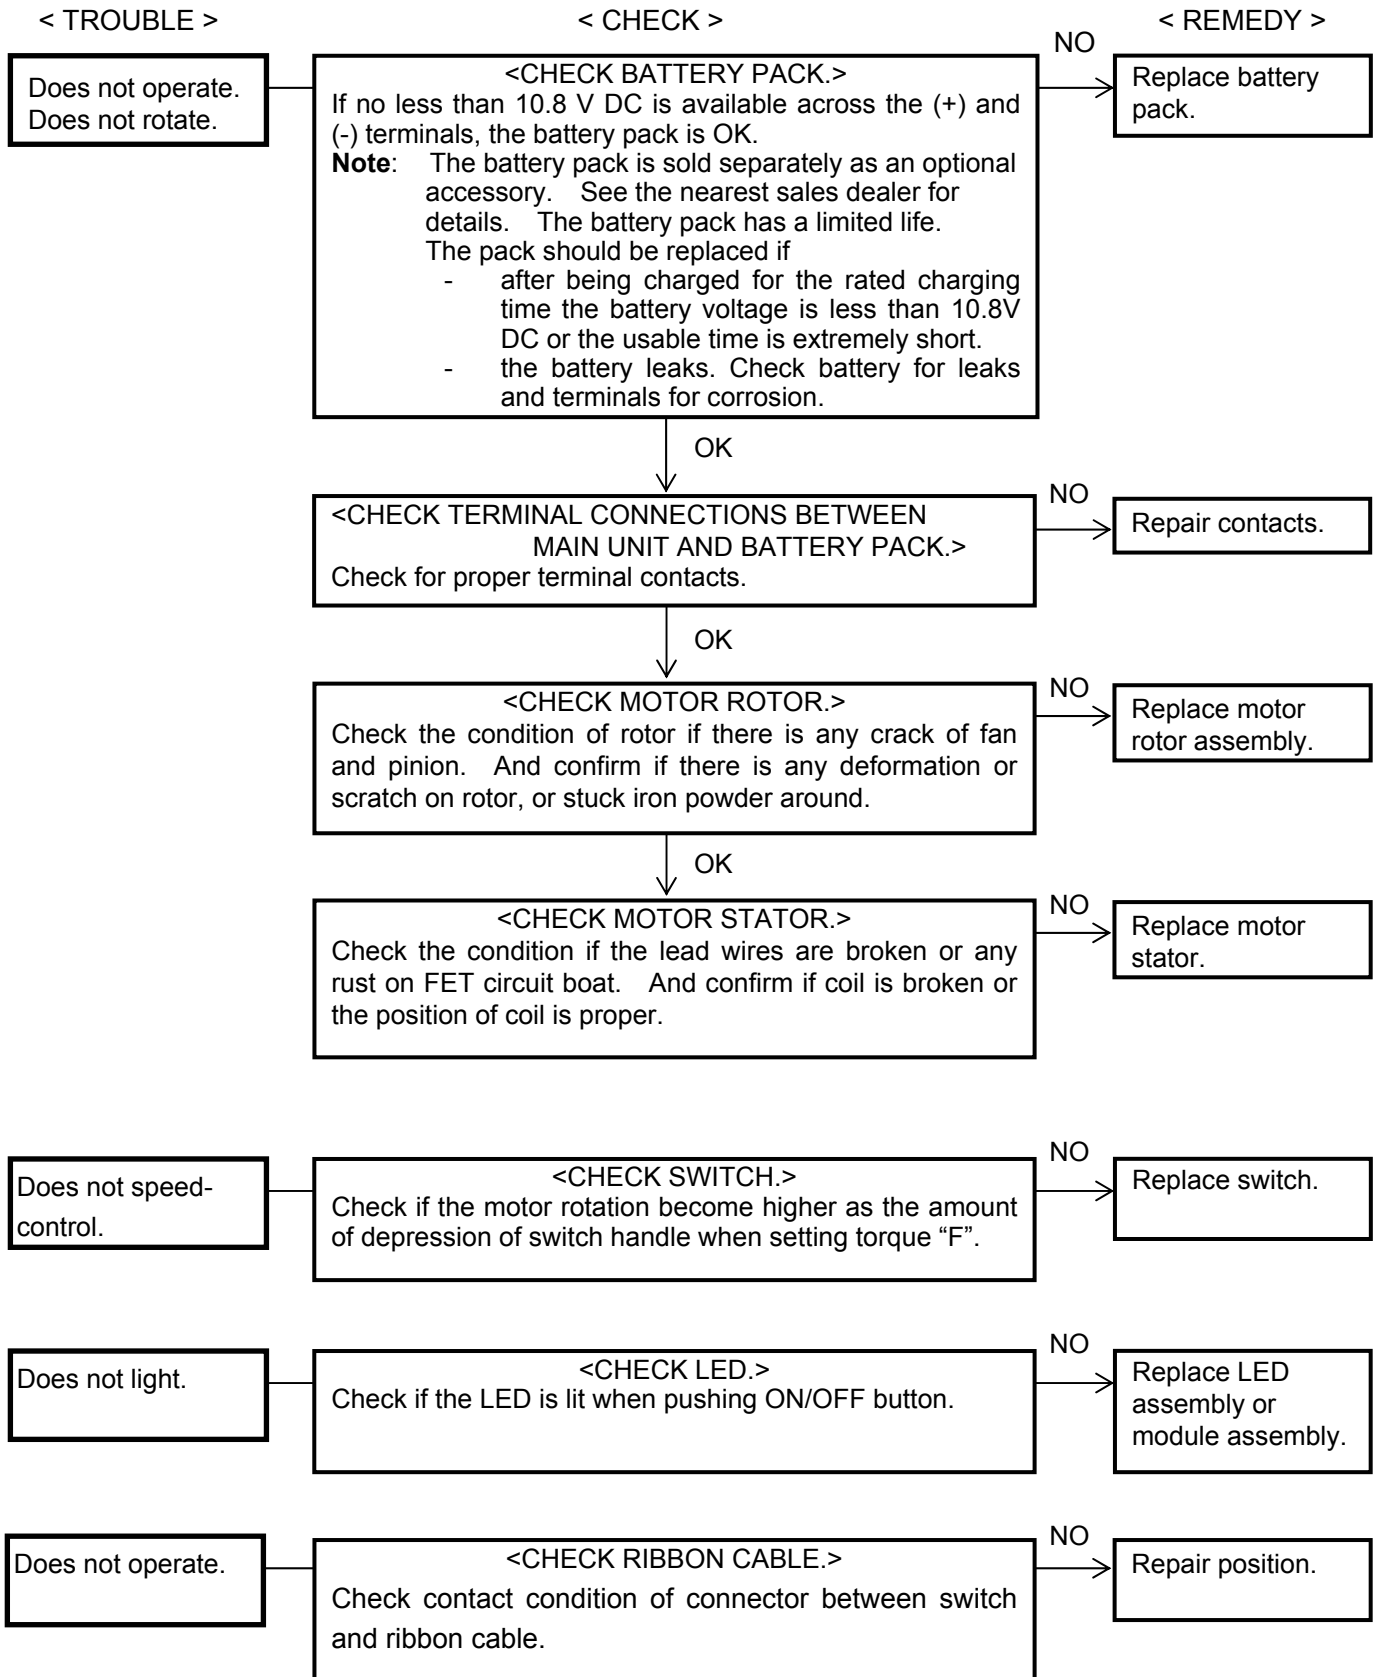 < TROUBLE >
< CHECK >
< REMEDY >
Does not operate.
Does not rotate.
<CHECK BATTERY PACK.>
If no less than 10.8 V DC is available across the (+) and
(-) terminals, the battery pack is OK.
Note: The battery pack is sold separately as an optional
accessory. See the nearest sales dealer for
details. The battery pack has a limited life.
The pack should be replaced if
- after being charged for the rated charging
time the battery voltage is less than 10.8V
DC or the usable time is extremely short.
- the battery leaks. Check battery for leaks
and terminals for corrosion.
NO
Replace battery
pack.
OK
<CHECK TERMINAL CONNECTIONS BETWEEN
MAIN UNIT AND BATTERY PACK.>
Check for proper terminal contacts.
NO
Repair contacts.
OK
<CHECK MOTOR ROTOR.>
Check the condition of rotor if there is any crack of fan
and pinion. And confirm if there is any deformation or
scratch on rotor, or stuck iron powder around.
NO
Replace motor
rotor assembly.
OK
<CHECK MOTOR STATOR.>
Check the condition if the lead wires are broken or any
rust on FET circuit boat. And confirm if coil is broken or
the position of coil is proper.
NO
Replace motor
stator.
Does not speed-
control.
<CHECK SWITCH.>
Check if the motor rotation become higher as the amount
of depression of switch handle when setting torque “F”.
NO
Replace switch.
Does not light.
<CHECK LED.>
Check if the LED is lit when pushing ON/OFF button.
NO
Replace LED
assembly or
module assembly.
Does not operate.
<CHECK RIBBON CABLE.>
Check contact condition of connector between switch
and ribbon cable.
NO
Repair position.